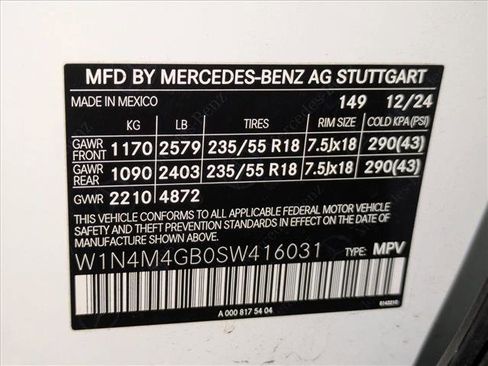 MFD BY MERCEDES-BENZ AG STUTTGART
MADE IN MEXICO 149 12/24
KG LB TIRES RIM SIZE COLD KPA(PSI)
GAWR FRONT 1170 2579 235/55 R18 7.5Jx18 290(43)
GAWR REAR 1090 2403 235/55 R18 7.5Jx18 290(43)
GVWR 2210 4872
THIS VEHICLE CONFORMS TO ALL APPLICABLE FEDERAL MOTOR VEHICLE
SAFETY AND THEFT PREVENTION STANDARDS IN EFFECT ON THE DATE
OF MANUFACTURE SHOWN ABOVE.
W1N4M4GB0SW416031 TYPE: MPV
A 000 817 54 04